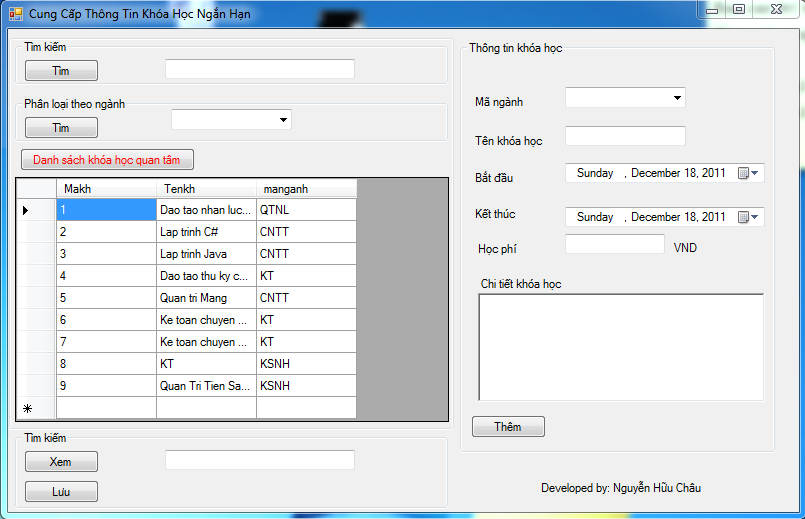 Cung Cấp Thông Tin Khóa Học Ngắn Hạn
Tìm kiếm
Tìm
Phân loại theo ngành
Tìm
Danh sách khóa học quan tâm
Makh Tenkh manganh
1 Dao tao nhan luc... QTNL
2 Lap trinh C# CNTT
3 Lap trinh Java CNTT
4 Dao tao thu ky c... KT
5 Quan tri Mang CNTT
6 Ke toan chuyen ... KT
7 Ke toan chuyen ... KT
8 KT KSNH
9 Quan Tri Tien Sa... KSNH
Tìm kiếm
Xem
Lưu
Thông tin khóa học
Mã ngành
Tên khóa học
Bắt đầu Sunday , December 18, 2011
Kết thúc Sunday , December 18, 2011
Học phí VND
Chi tiết khóa học
Thêm
Developed by: Nguyễn Hữu Châu